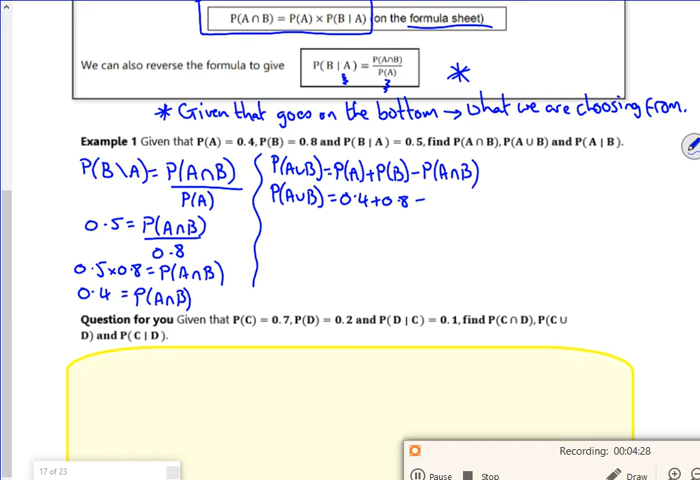 P(A ∩ B) = P(A) × P(B | A) (on the formula sheet)
We can also reverse the formula to give P(B | A) = P(A∩B)/P(A) *
* Given that goes on the bottom → what we are choosing from.
Example 1 Given that P(A) = 0.4, P(B) = 0.8 and P(B | A) = 0.5, find P(A ∩ B), P(A ∪ B) and P(A | B).
P(B \ A) = P(A∩B)/P(A)
0.5 = P(A∩B)/0.8
0.5×0.8 = P(A∩B)
0.4 = P(A∩B)
P(A∪B) = P(A) + P(B) − P(A∩B)
P(A∪B) = 0.4 + 0.8 −
Question for you Given that P(C) = 0.7, P(D) = 0.2 and P(D | C) = 0.1, find P(C ∩ D), P(C ∪
D) and P(C | D).
Recording: 00:04:28
17 of 23
Pause Stop Draw